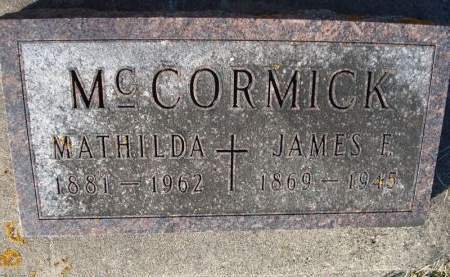 McCORMICK
MATHILDA † JAMES F.
1881 – 1962 1869 – 1945